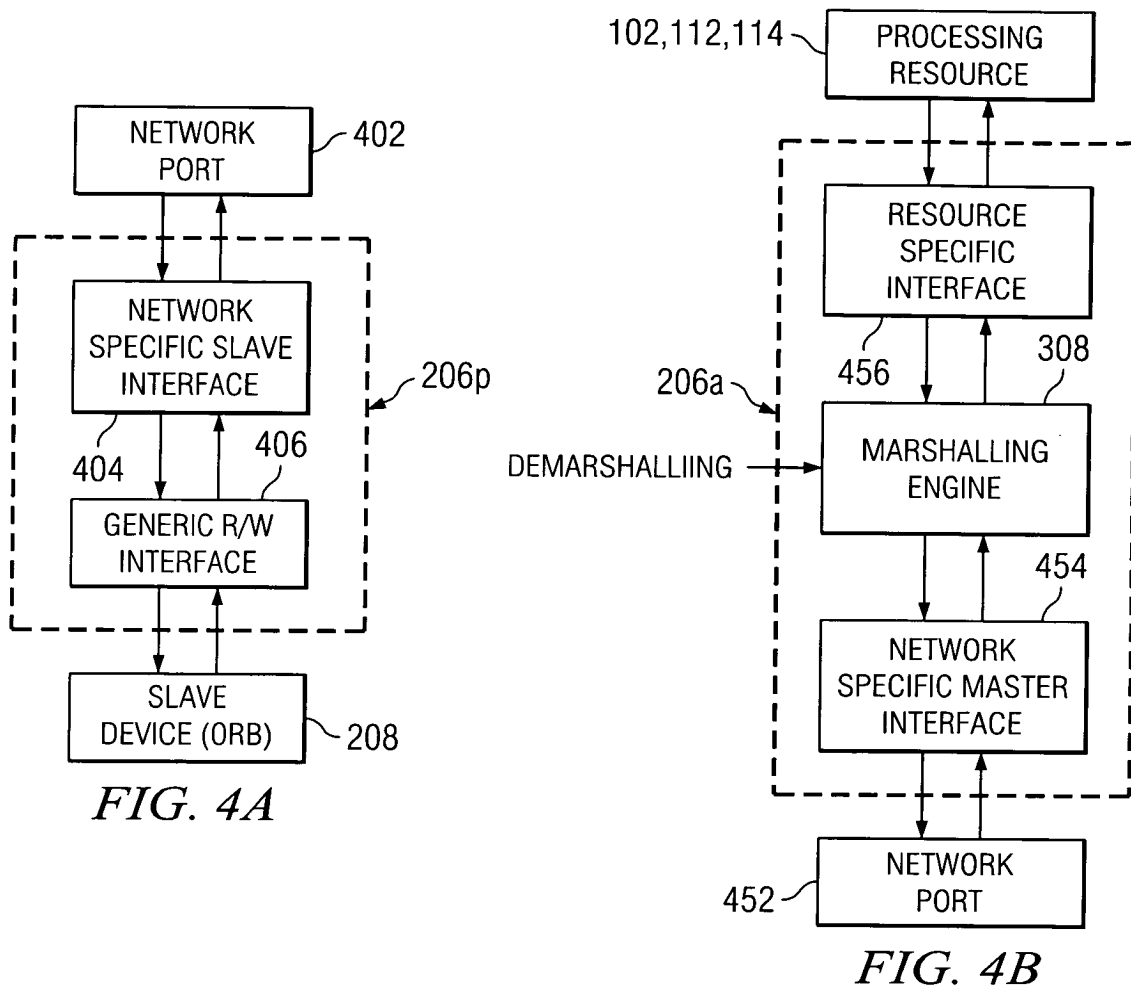 NETWORK
PORT
402
NETWORK
SPECIFIC SLAVE
INTERFACE
404
206p
406
GENERIC R/W
INTERFACE
SLAVE
DEVICE (ORB)
208
FIG. 4A
102,112,114
PROCESSING
RESOURCE
RESOURCE
SPECIFIC
INTERFACE
456
308
206a
DEMARSHALLIING
MARSHALLING
ENGINE
454
NETWORK
SPECIFIC MASTER
INTERFACE
NETWORK
PORT
452
FIG. 4B